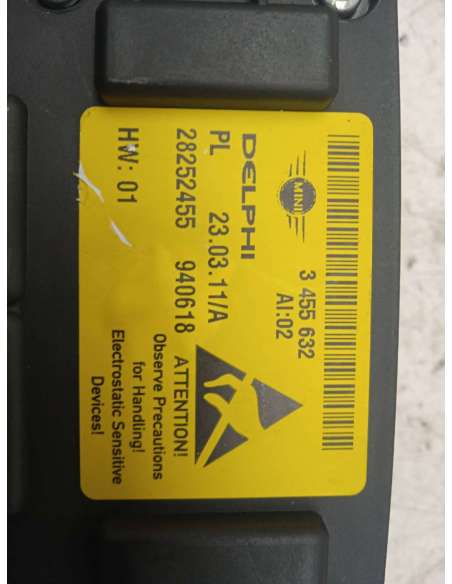 MINI
3 455 632
AI:02
DELPHI
PL 23.03.11/A
28252455 940618
HW: 01
ATTENTION!
Observe Precautions
for Handling!
Electrostatic Sensitive
Devices!